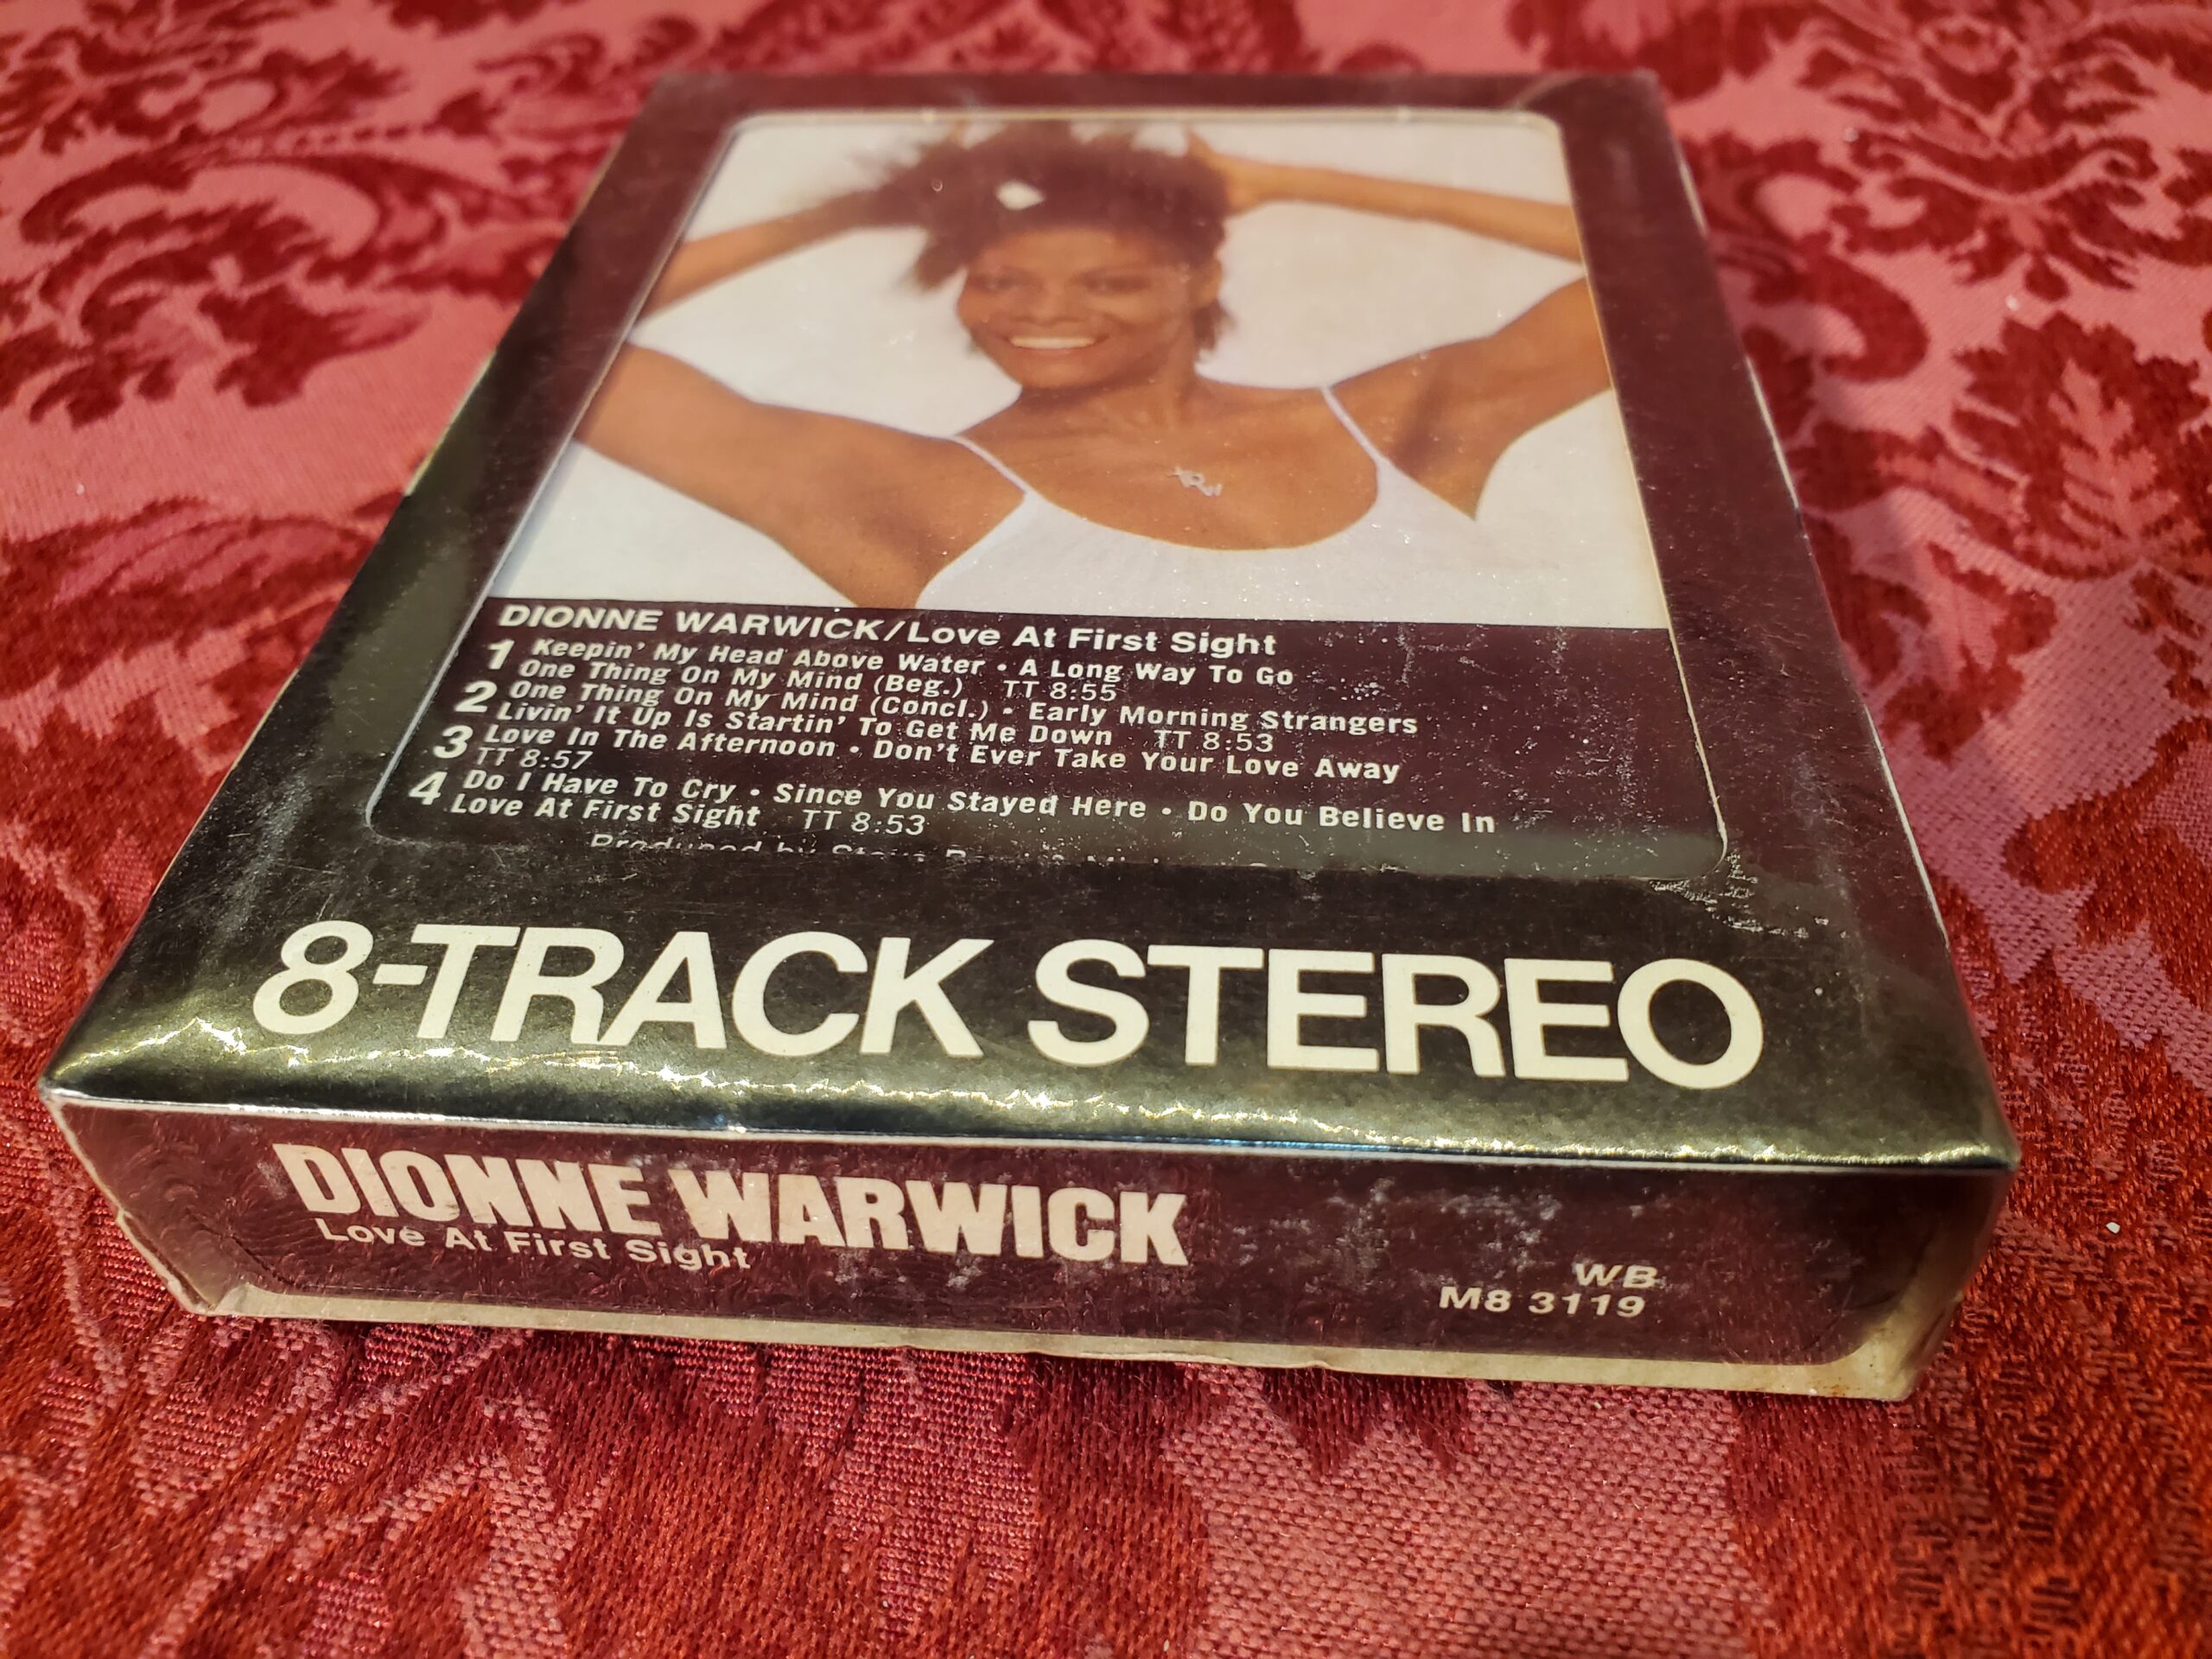 DIONNE WARWICK/Love At First Sight
1 Keepin' My Head Above Water • A Long Way To Go
One Thing On My Mind (Beg.) TT 8:55
2 One Thing On My Mind (Concl.) • Early Morning Strangers
Livin' It Up Is Startin' To Get Me Down TT 8:53
3 Love In The Afternoon • Don't Ever Take Your Love Away
TT 8:57
4 Do I Have To Cry • Since You Stayed Here • Do You Believe In
Love At First Sight TT 8:53
Produced by
8-TRACK STEREO
DIONNE WARWICK
Love At First Sight
WB
M8 3119